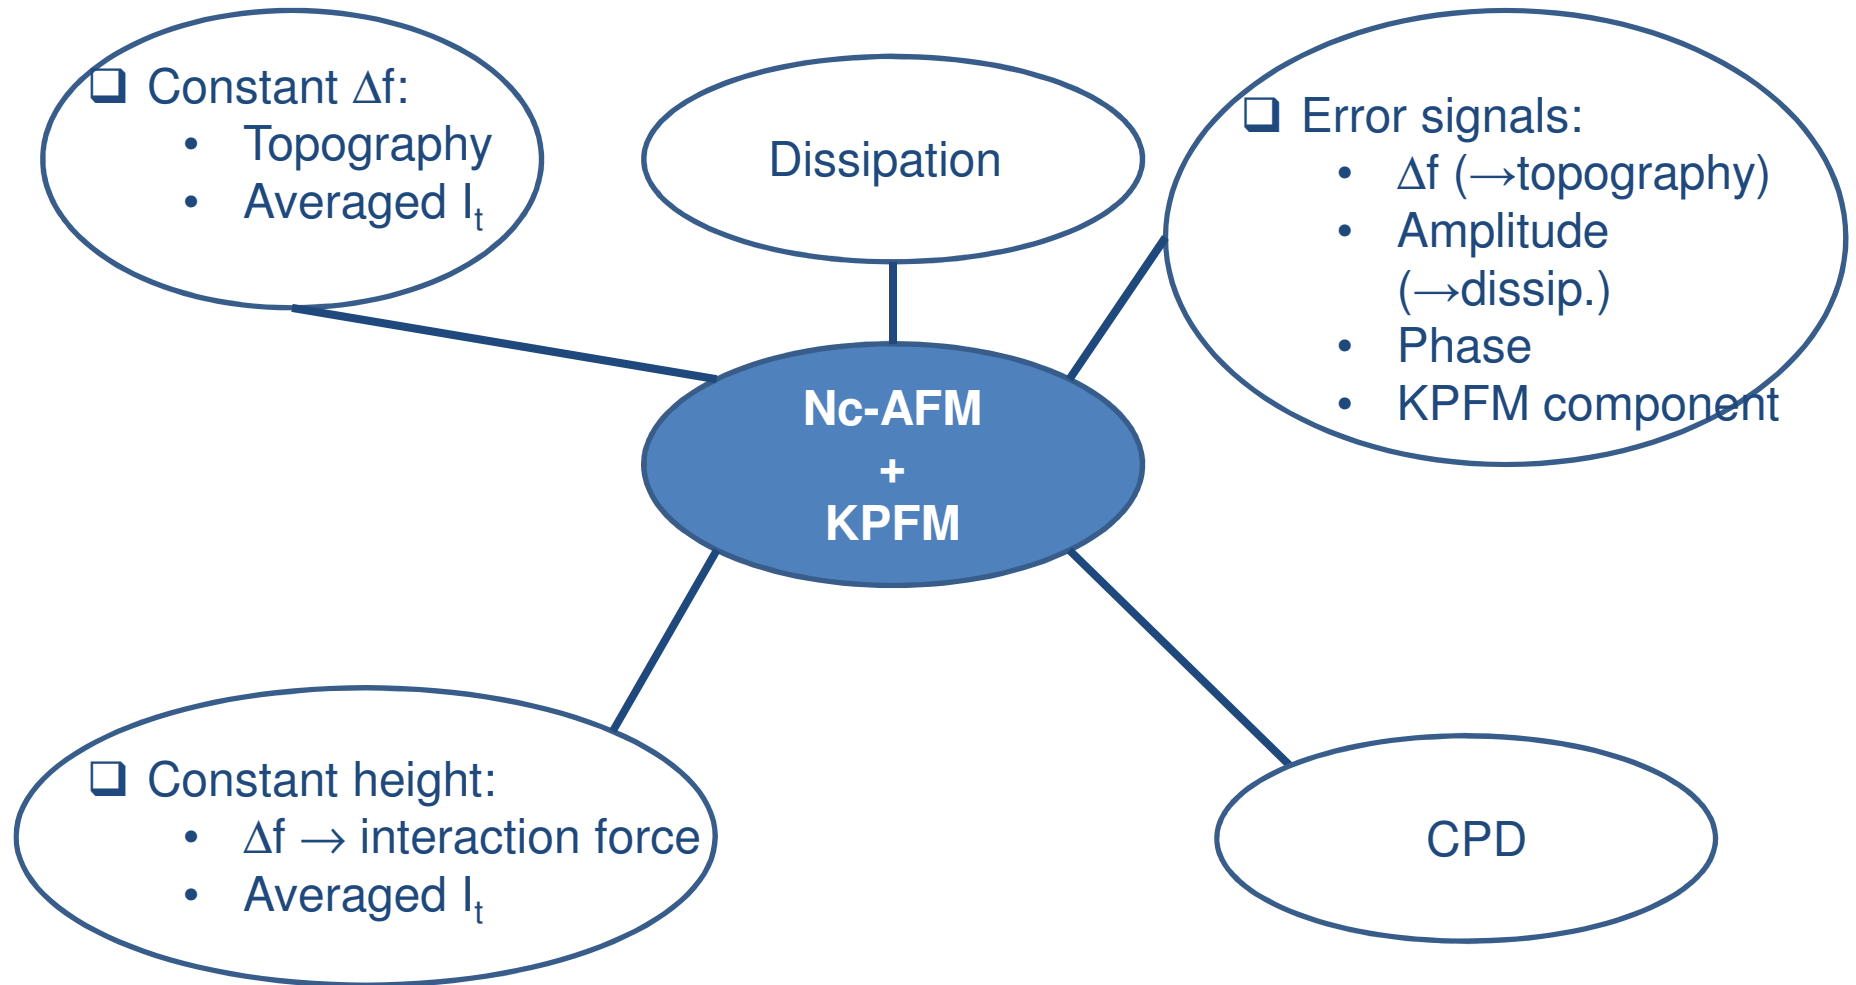 ❑ Constant Δf:
• Topography
• Averaged Iₜ
Dissipation
❑ Error signals:
• Δf (→topography)
• Amplitude
(→dissip.)
• Phase
• KPFM component
Nc-AFM
+
KPFM
❑ Constant height:
• Δf → interaction force
• Averaged Iₜ
CPD